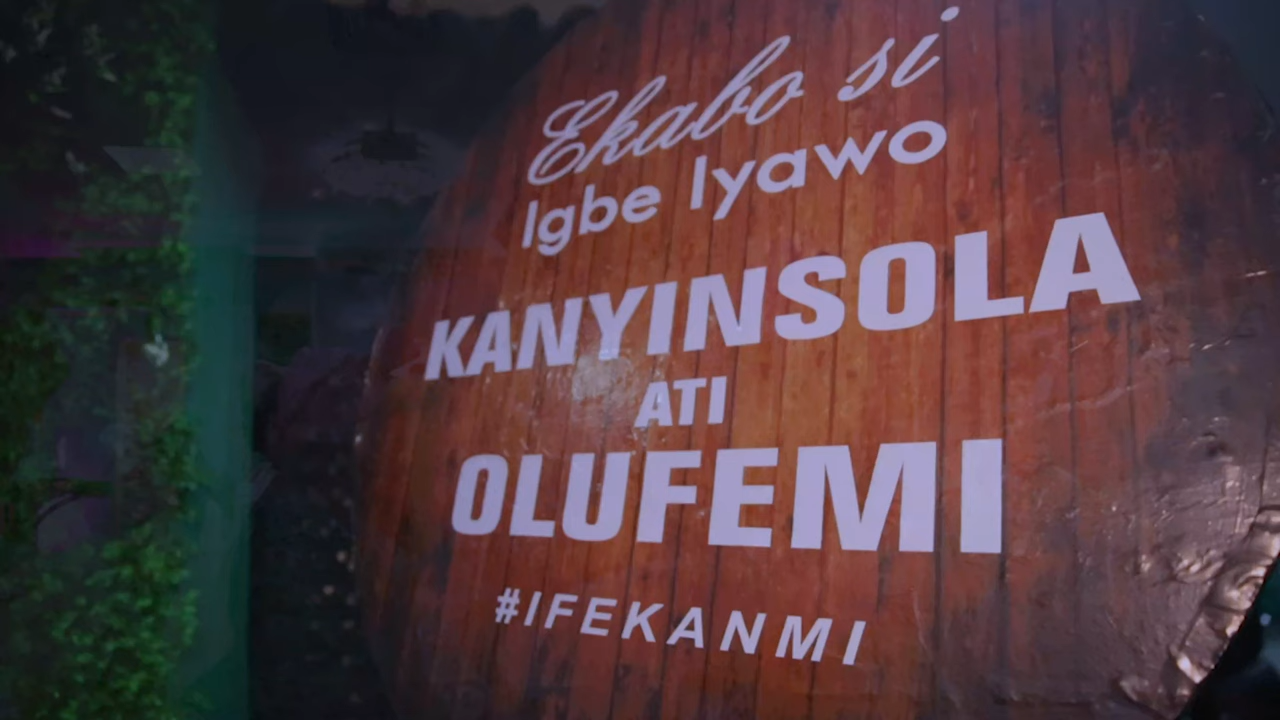 Ekabo si
Igbe Iyawo
KANYINSOLA
ATI
OLUFEMI
#IFEKANMI